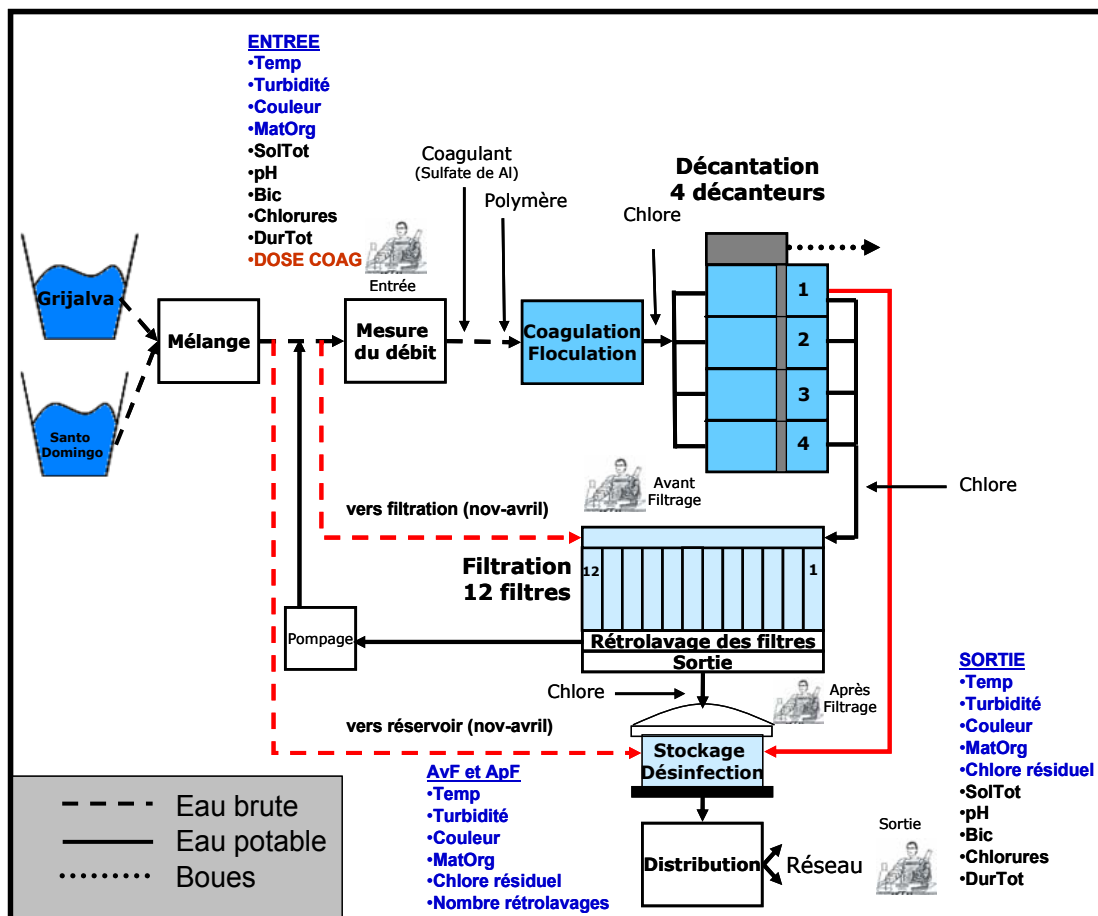 ENTREE
•Temp
•Turbidité
•Couleur
•MatOrg
•SolTot
•pH
•Bic
•Chlorures
•DurTot
•DOSE COAG
Entrée
Coagulant
(Sulfate de Al)
Polymère
Chlore
Décantation
4 décanteurs
Grijalva
Santo
Domingo
Mélange
Mesure
du débit
Coagulation
Floculation
1
2
3
4
Avant
Filtrage
Chlore
vers filtration (nov-avril)
Filtration
12 filtres
12
1
Rétrolavage des filtres
Sortie
Pompage
Chlore
Après
Filtrage
vers réservoir (nov-avril)
Stockage
Désinfection
AvF et ApF
•Temp
•Turbidité
•Couleur
•MatOrg
•Chlore résiduel
•Nombre rétrolavages
Distribution
Réseau
Sortie
SORTIE
•Temp
•Turbidité
•Couleur
•MatOrg
•Chlore résiduel
•SolTot
•pH
•Bic
•Chlorures
•DurTot
Eau brute
Eau potable
Boues